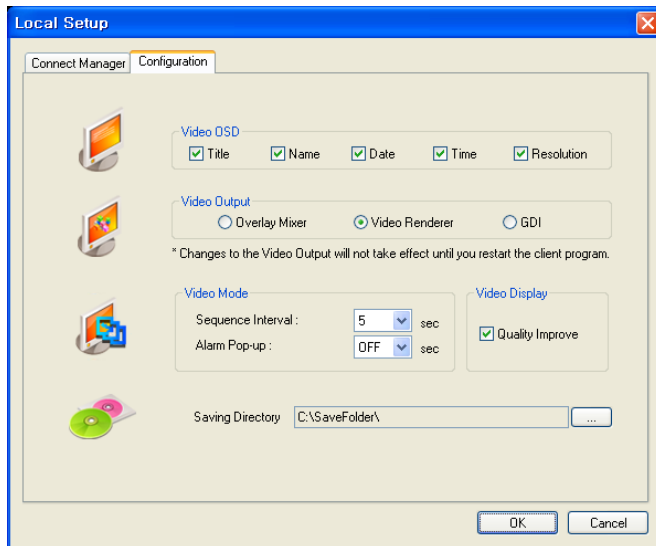 Local Setup
Connect Manager Configuration
Video OSD
Title Name Date Time Resolution
Video Output
Overlay Mixer Video Renderer GDI
* Changes to the Video Output will not take effect until you restart the client program.
Video Mode
Sequence Interval : 5 sec
Alarm Pop-up : OFF sec
Video Display
Quality Improve
Saving Directory C:\SaveFolder\ ...
OK Cancel